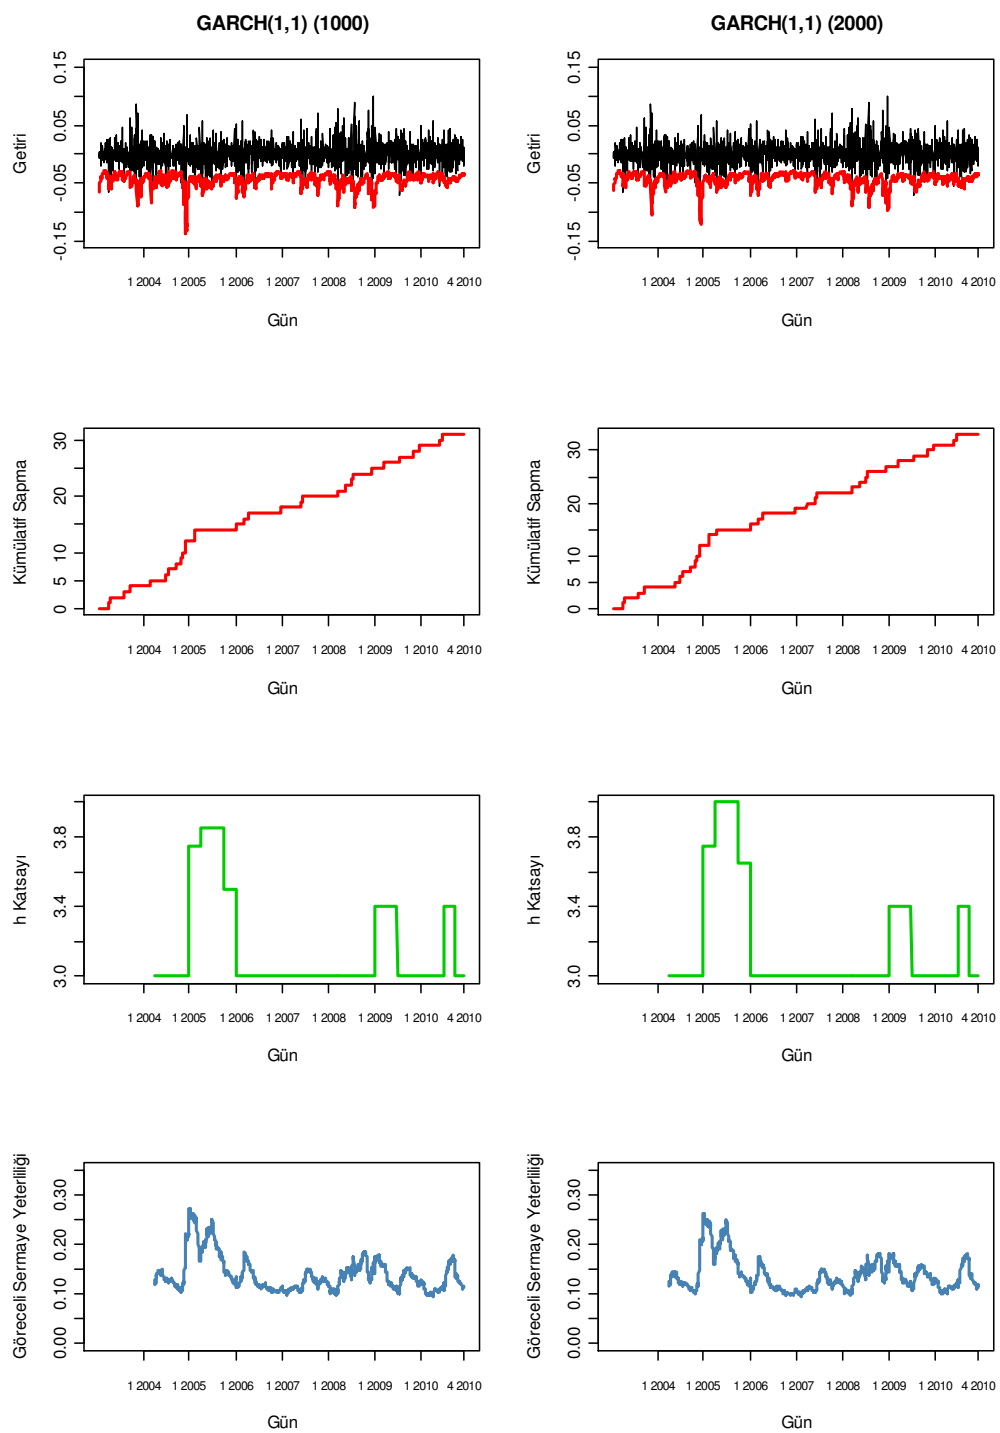 GARCH(1,1) (1000)
GARCH(1,1) (2000)
Getiri
0.15
0.05
-0.05
-0.15
1 2004 1 2005 1 2006 1 2007 1 2008 1 2009 1 2010 4 2010
Gün
Getiri
0.15
0.05
-0.05
-0.15
1 2004 1 2005 1 2006 1 2007 1 2008 1 2009 1 2010 4 2010
Gün
Kümülatif Sapma
30
20
10
5
0
1 2004 1 2005 1 2006 1 2007 1 2008 1 2009 1 2010 4 2010
Gün
Kümülatif Sapma
30
20
10
5
0
1 2004 1 2005 1 2006 1 2007 1 2008 1 2009 1 2010 4 2010
Gün
h Katsayı
3.8
3.4
3.0
1 2004 1 2005 1 2006 1 2007 1 2008 1 2009 1 2010 4 2010
Gün
h Katsayı
3.8
3.4
3.0
1 2004 1 2005 1 2006 1 2007 1 2008 1 2009 1 2010 4 2010
Gün
Göreceli Sermaye Yeterliliği
0.30
0.20
0.10
0.00
1 2004 1 2005 1 2006 1 2007 1 2008 1 2009 1 2010 4 2010
Gün
Göreceli Sermaye Yeterliliği
0.30
0.20
0.10
0.00
1 2004 1 2005 1 2006 1 2007 1 2008 1 2009 1 2010 4 2010
Gün